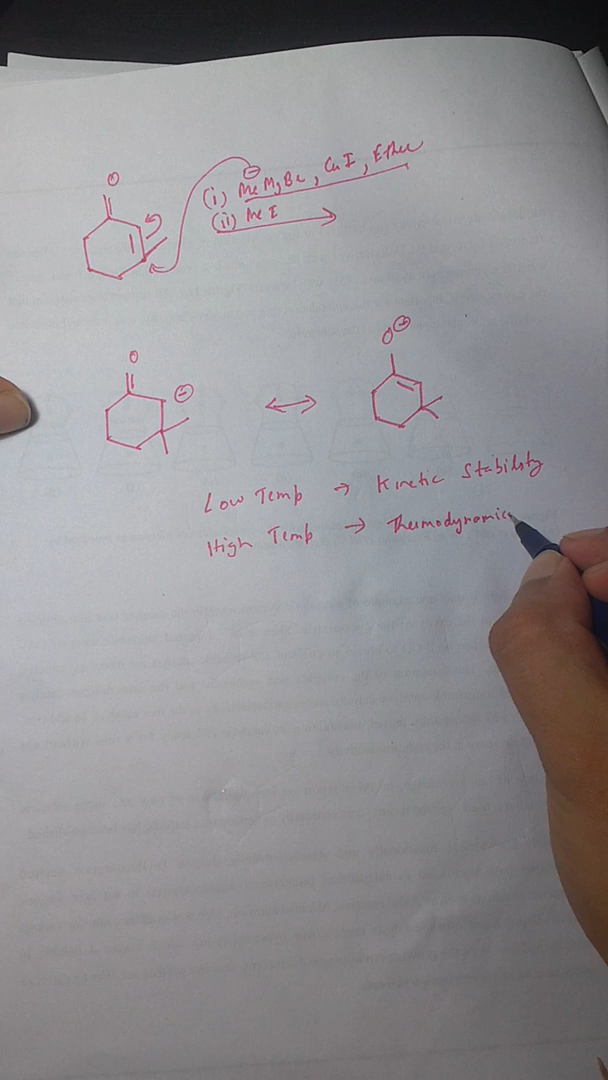 O
(i) MeMgBr, CuI, Ether
(ii) MeI
O
⊖
↔
O⊖
Low Temp → Kinetic Stability
High Temp → Thermodynamic